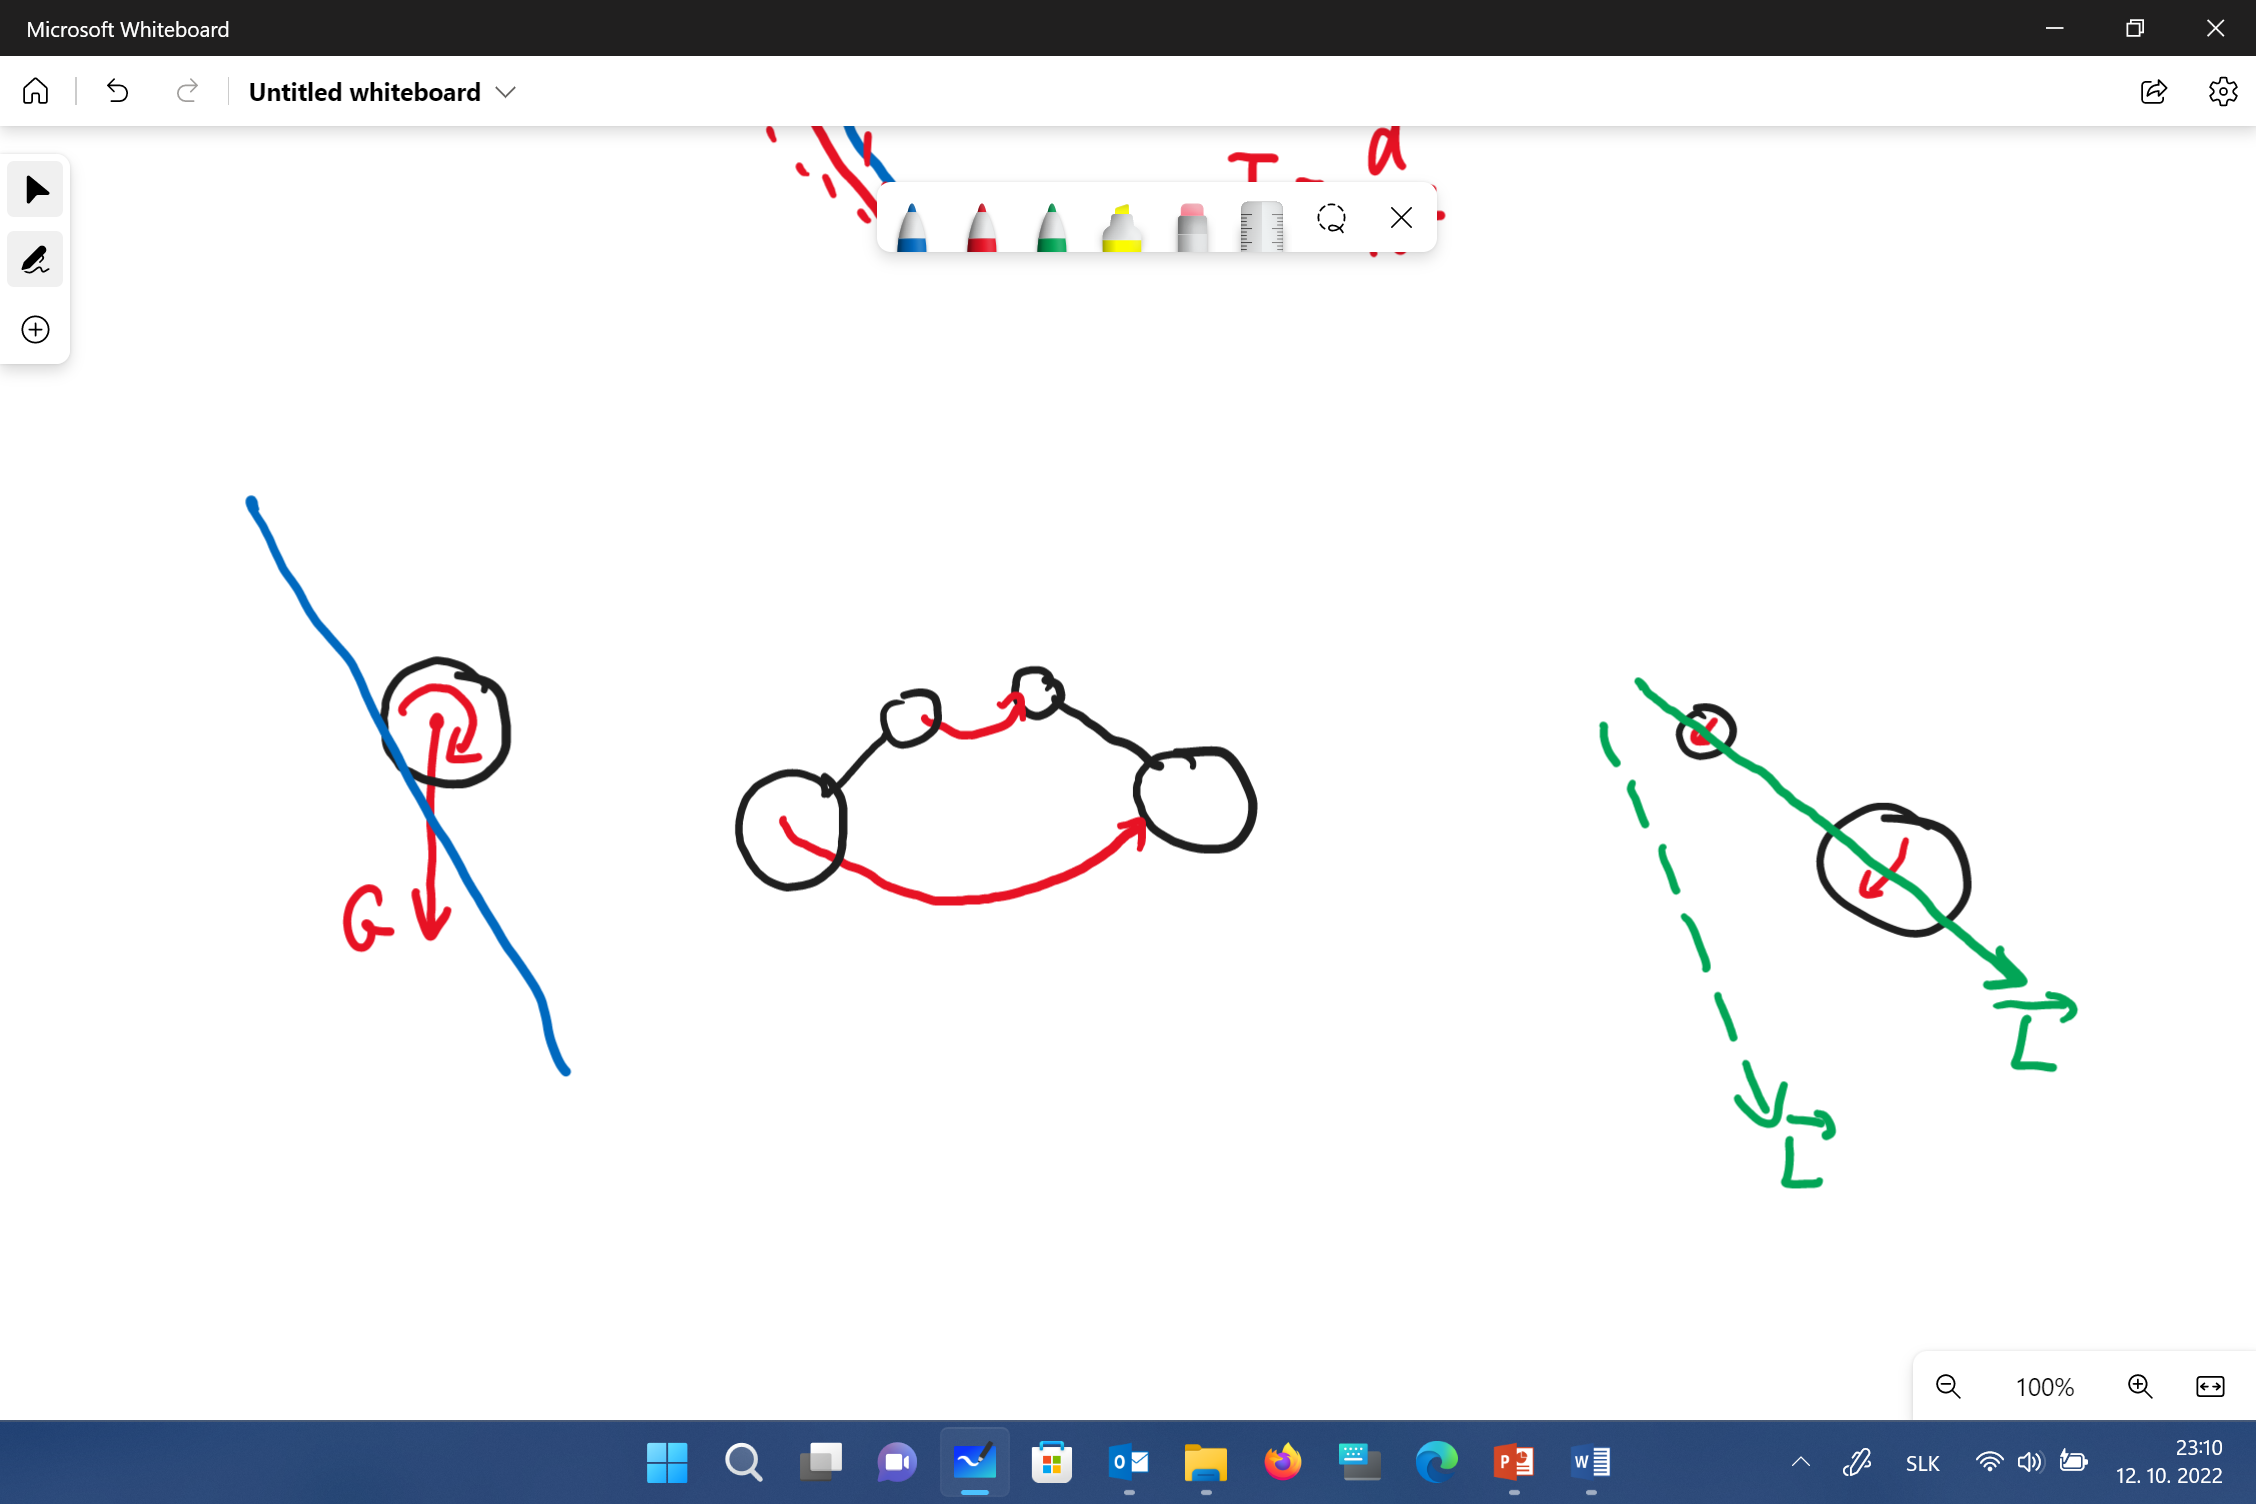 Microsoft Whiteboard
Untitled whiteboard
d
G
L
L
100%
SLK
23:10
12. 10. 2022